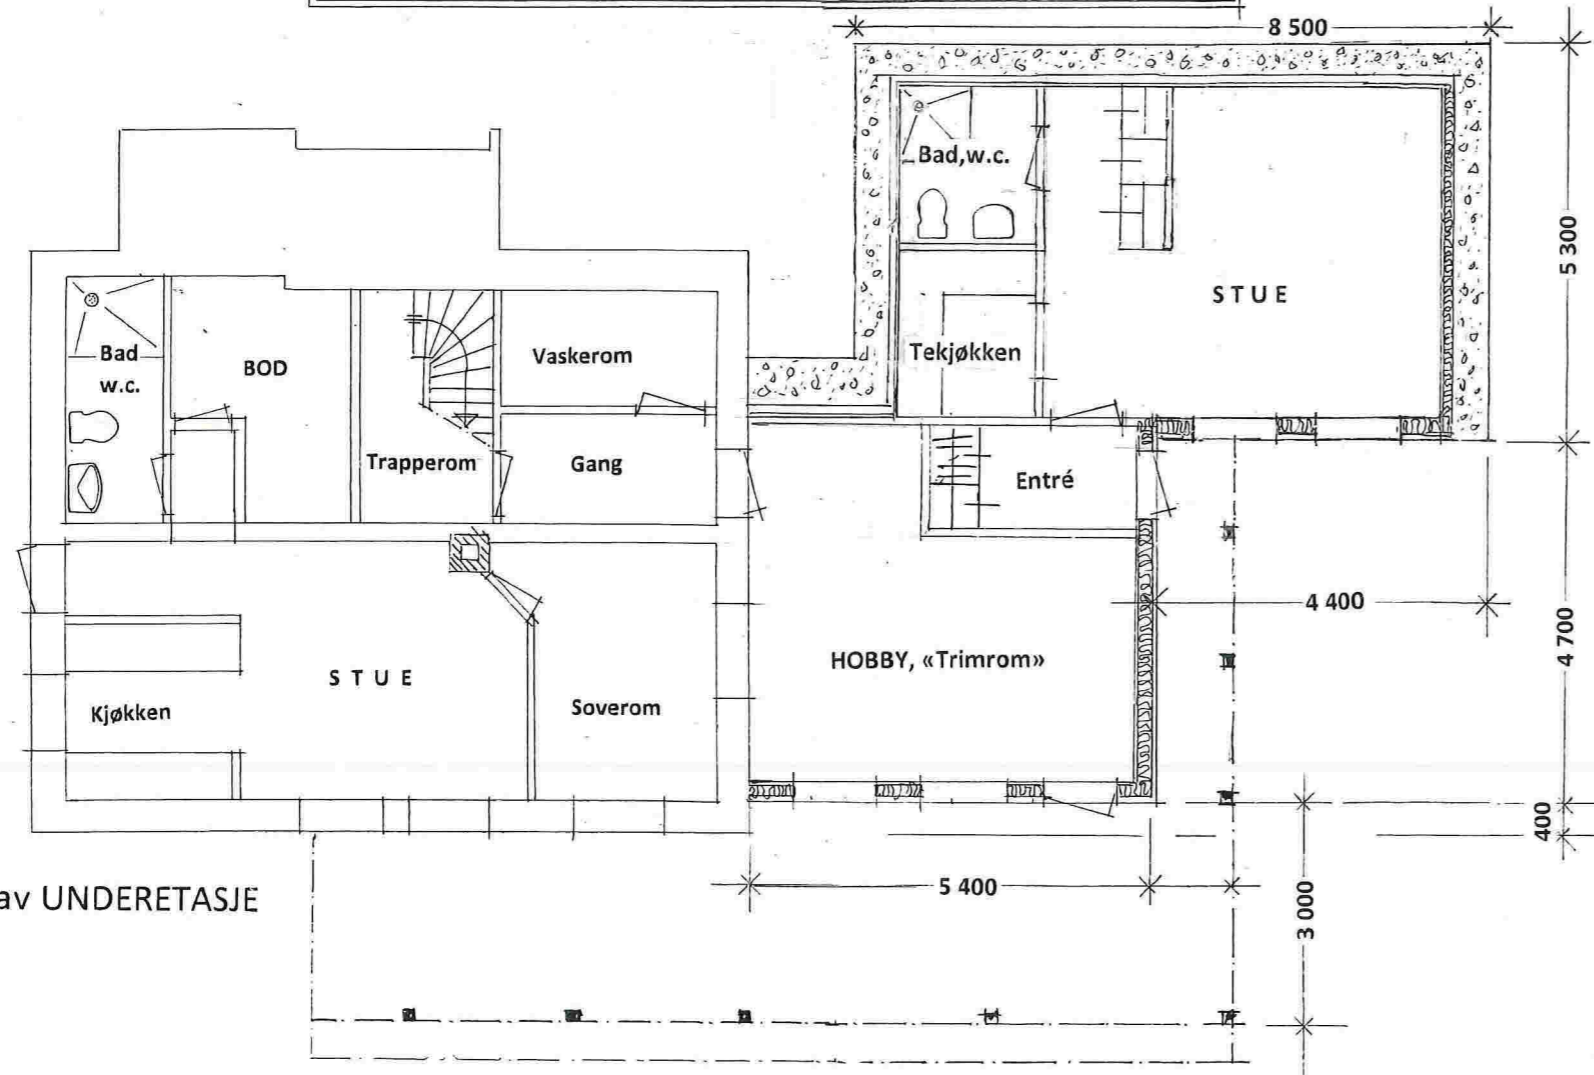 8 500
Bad,w.c.
5 300
STUE
Bad
w.c.
BOD
Vaskerom
Tekjøkken
Trapperom
Gang
Entré
4 400
HOBBY, «Trimrom»
4 700
STUE
Kjøkken
Soverom
400
5 400
3 000
av UNDERETASJE